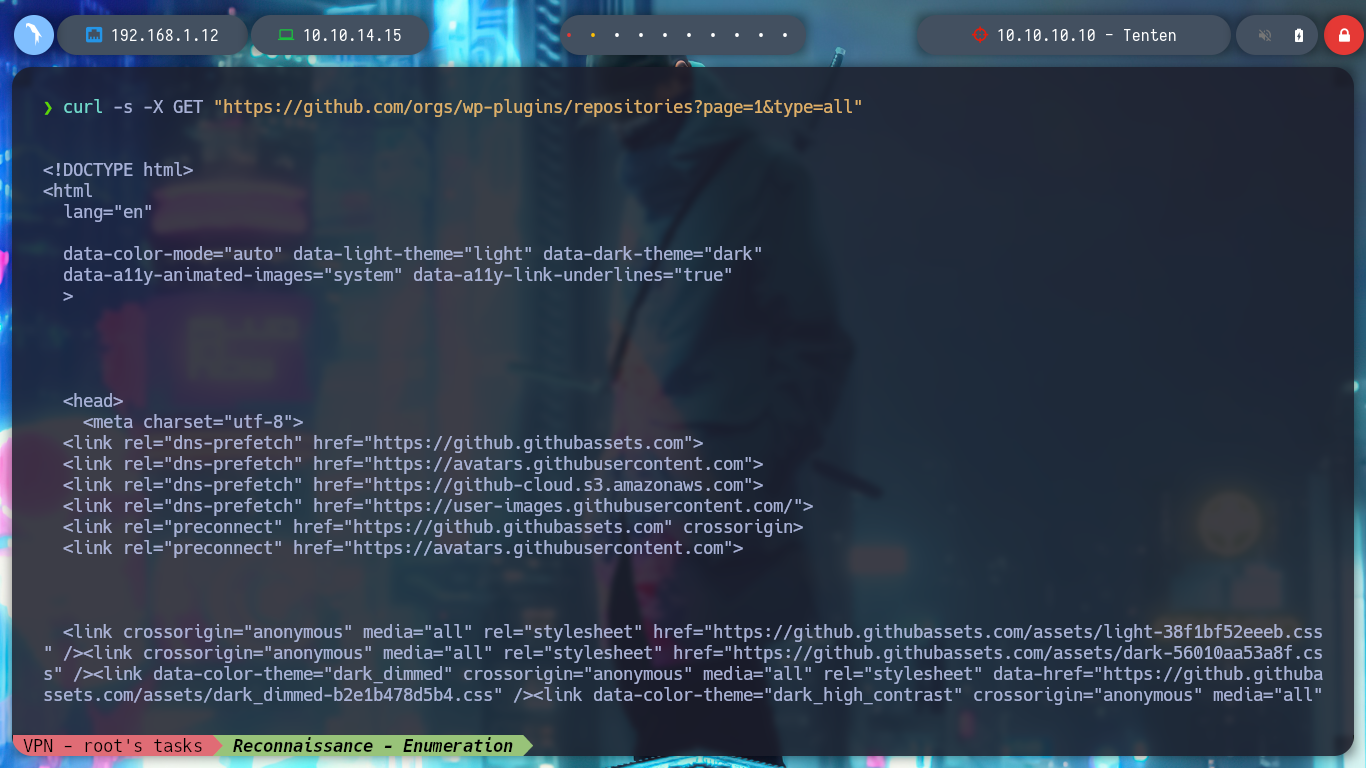 192.168.1.12
10.10.14.15
10.10.10.10 - Tenten
❯ curl -s -X GET "https://github.com/orgs/wp-plugins/repositories?page=1&type=all"
<!DOCTYPE html>
<html
  lang="en"
  data-color-mode="auto" data-light-theme="light" data-dark-theme="dark"
  data-a11y-animated-images="system" data-a11y-link-underlines="true"
  >
  <head>
    <meta charset="utf-8">
  <link rel="dns-prefetch" href="https://github.githubassets.com">
  <link rel="dns-prefetch" href="https://avatars.githubusercontent.com">
  <link rel="dns-prefetch" href="https://github-cloud.s3.amazonaws.com">
  <link rel="dns-prefetch" href="https://user-images.githubusercontent.com/">
  <link rel="preconnect" href="https://github.githubassets.com" crossorigin>
  <link rel="preconnect" href="https://avatars.githubusercontent.com">
  <link crossorigin="anonymous" media="all" rel="stylesheet" href="https://github.githubassets.com/assets/light-38f1bf52eeeb.css
" /><link crossorigin="anonymous" media="all" rel="stylesheet" href="https://github.githubassets.com/assets/dark-56010aa53a8f.cs
s" /><link data-color-theme="dark_dimmed" crossorigin="anonymous" media="all" rel="stylesheet" data-href="https://github.githuba
ssets.com/assets/dark_dimmed-b2e1b478d5b4.css" /><link data-color-theme="dark_high_contrast" crossorigin="anonymous" media="all"
VPN - root's tasks
Reconnaissance - Enumeration